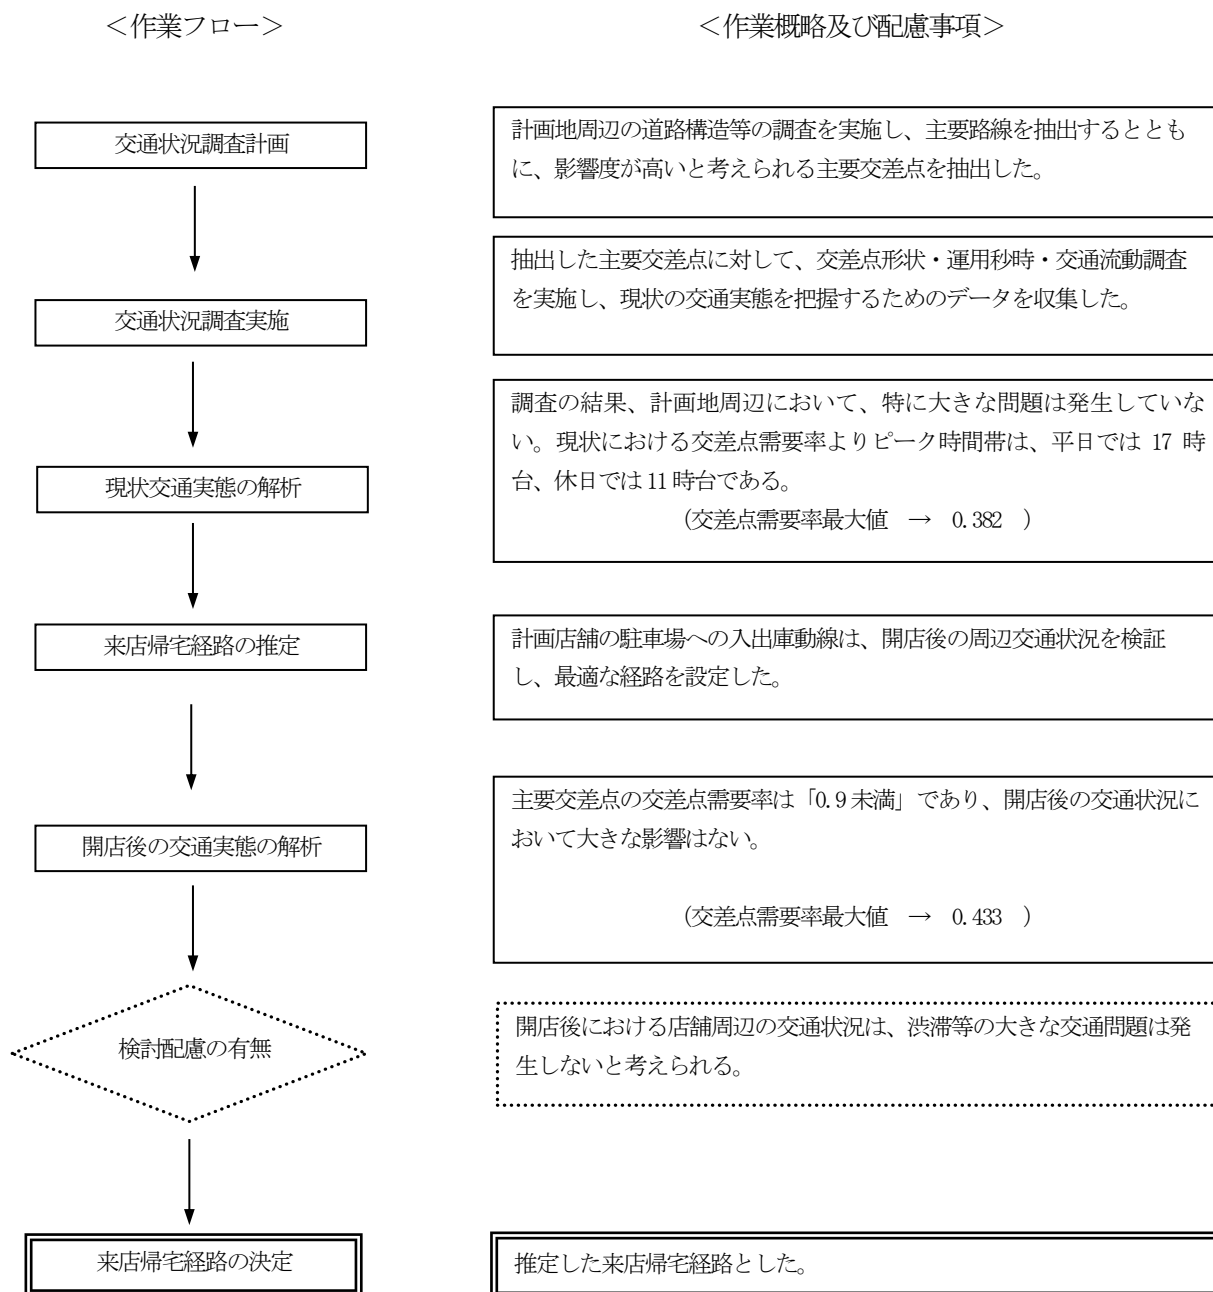 ＜作業フロー＞
＜作業概略及び配慮事項＞
交通状況調査計画
計画地周辺の道路構造等の調査を実施し、主要路線を抽出するととも
に、影響度が高いと考えられる主要交差点を抽出した。
交通状況調査実施
抽出した主要交差点に対して、交差点形状・運用秒時・交通流動調査
を実施し、現状の交通実態を把握するためのデータを収集した。
現状交通実態の解析
調査の結果、計画地周辺において、特に大きな問題は発生していな
い。現状における交差点需要率よりピーク時間帯は、平日では 17 時
台、休日では 11 時台である。
（交差点需要率最大値　→　0.382　）
来店帰宅経路の推定
計画店舗の駐車場への入出庫動線は、開店後の周辺交通状況を検証
し、最適な経路を設定した。
開店後の交通実態の解析
主要交差点の交差点需要率は「0.9 未満」であり、開店後の交通状況に
おいて大きな影響はない。
（交差点需要率最大値　→　0.433　）
検討配慮の有無
開店後における店舗周辺の交通状況は、渋滞等の大きな交通問題は発
生しないと考えられる。
来店帰宅経路の決定
推定した来店帰宅経路とした。